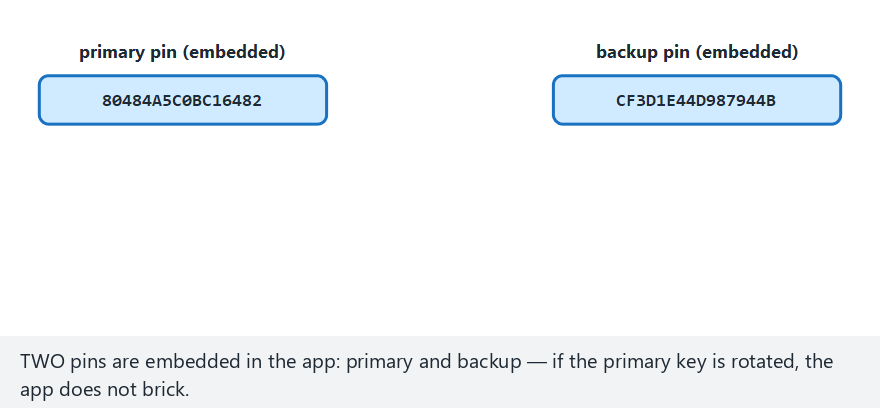 primary pin (embedded)
backup pin (embedded)
80484A5C0BC16482
CF3D1E44D987944B
TWO pins are embedded in the app: primary and backup — if the primary key is rotated, the
app does not brick.